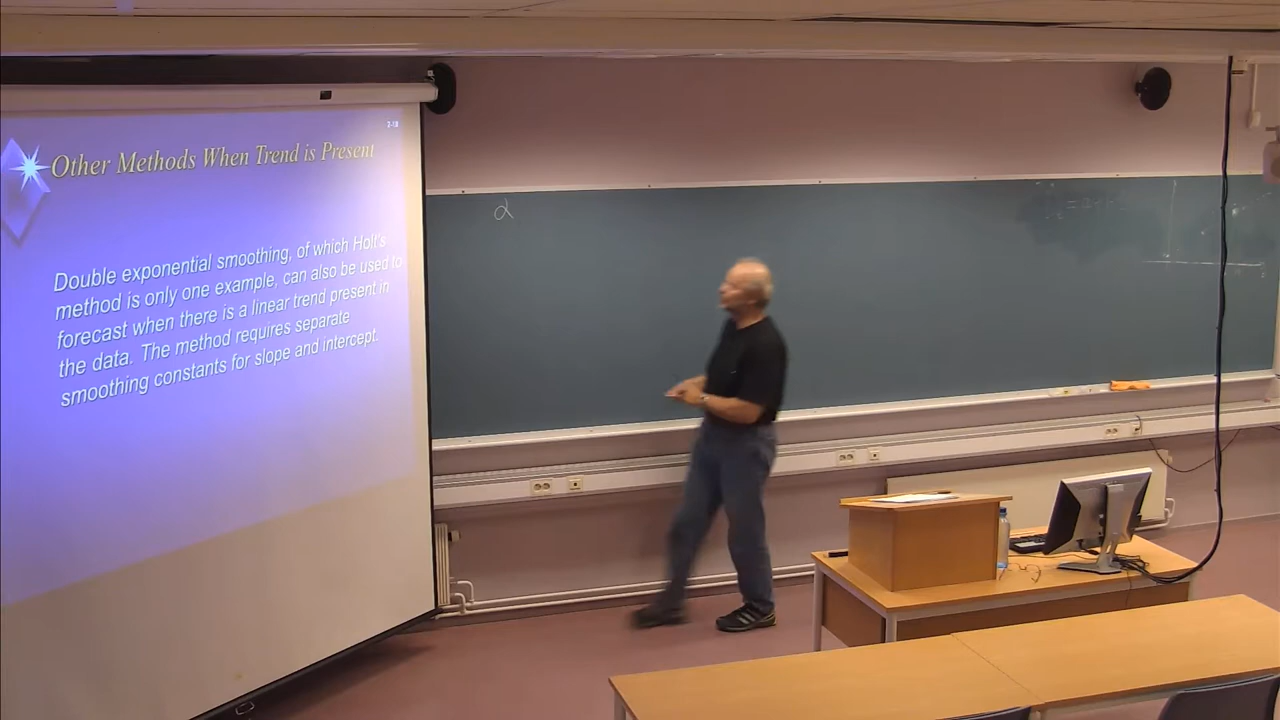 2-18
Other Methods When Trend is Present
Double exponential smoothing, of which Holt's
method is only one example, can also be used to
forecast when there is a linear trend present in
the data. The method requires separate
smoothing constants for slope and intercept.
α